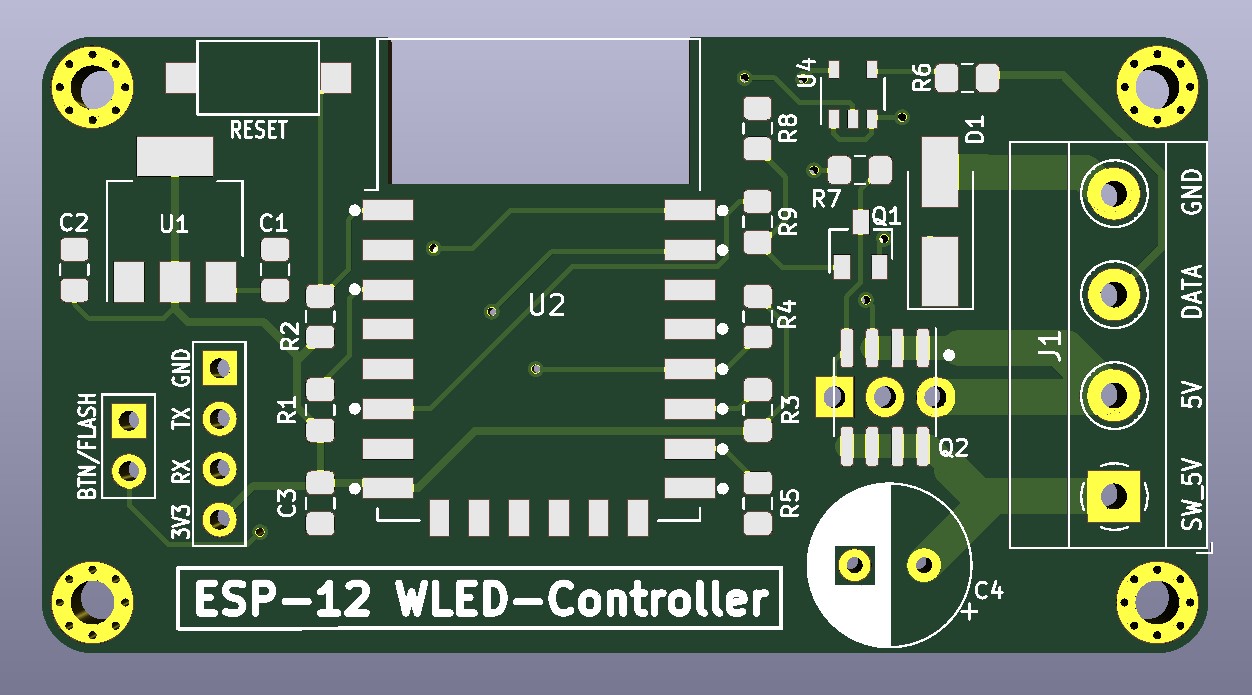 U4
R6
RESET
R8
D1
C2
U1
C1
R7
Q1
R9
GND
U2
R2
R4
J1
DATA
GND
BTN/FLASH
TX
R1
R3
5V
RX
Q2
3V3
C3
R5
SW_5V
ESP-12 WLED-Controller
C4
+